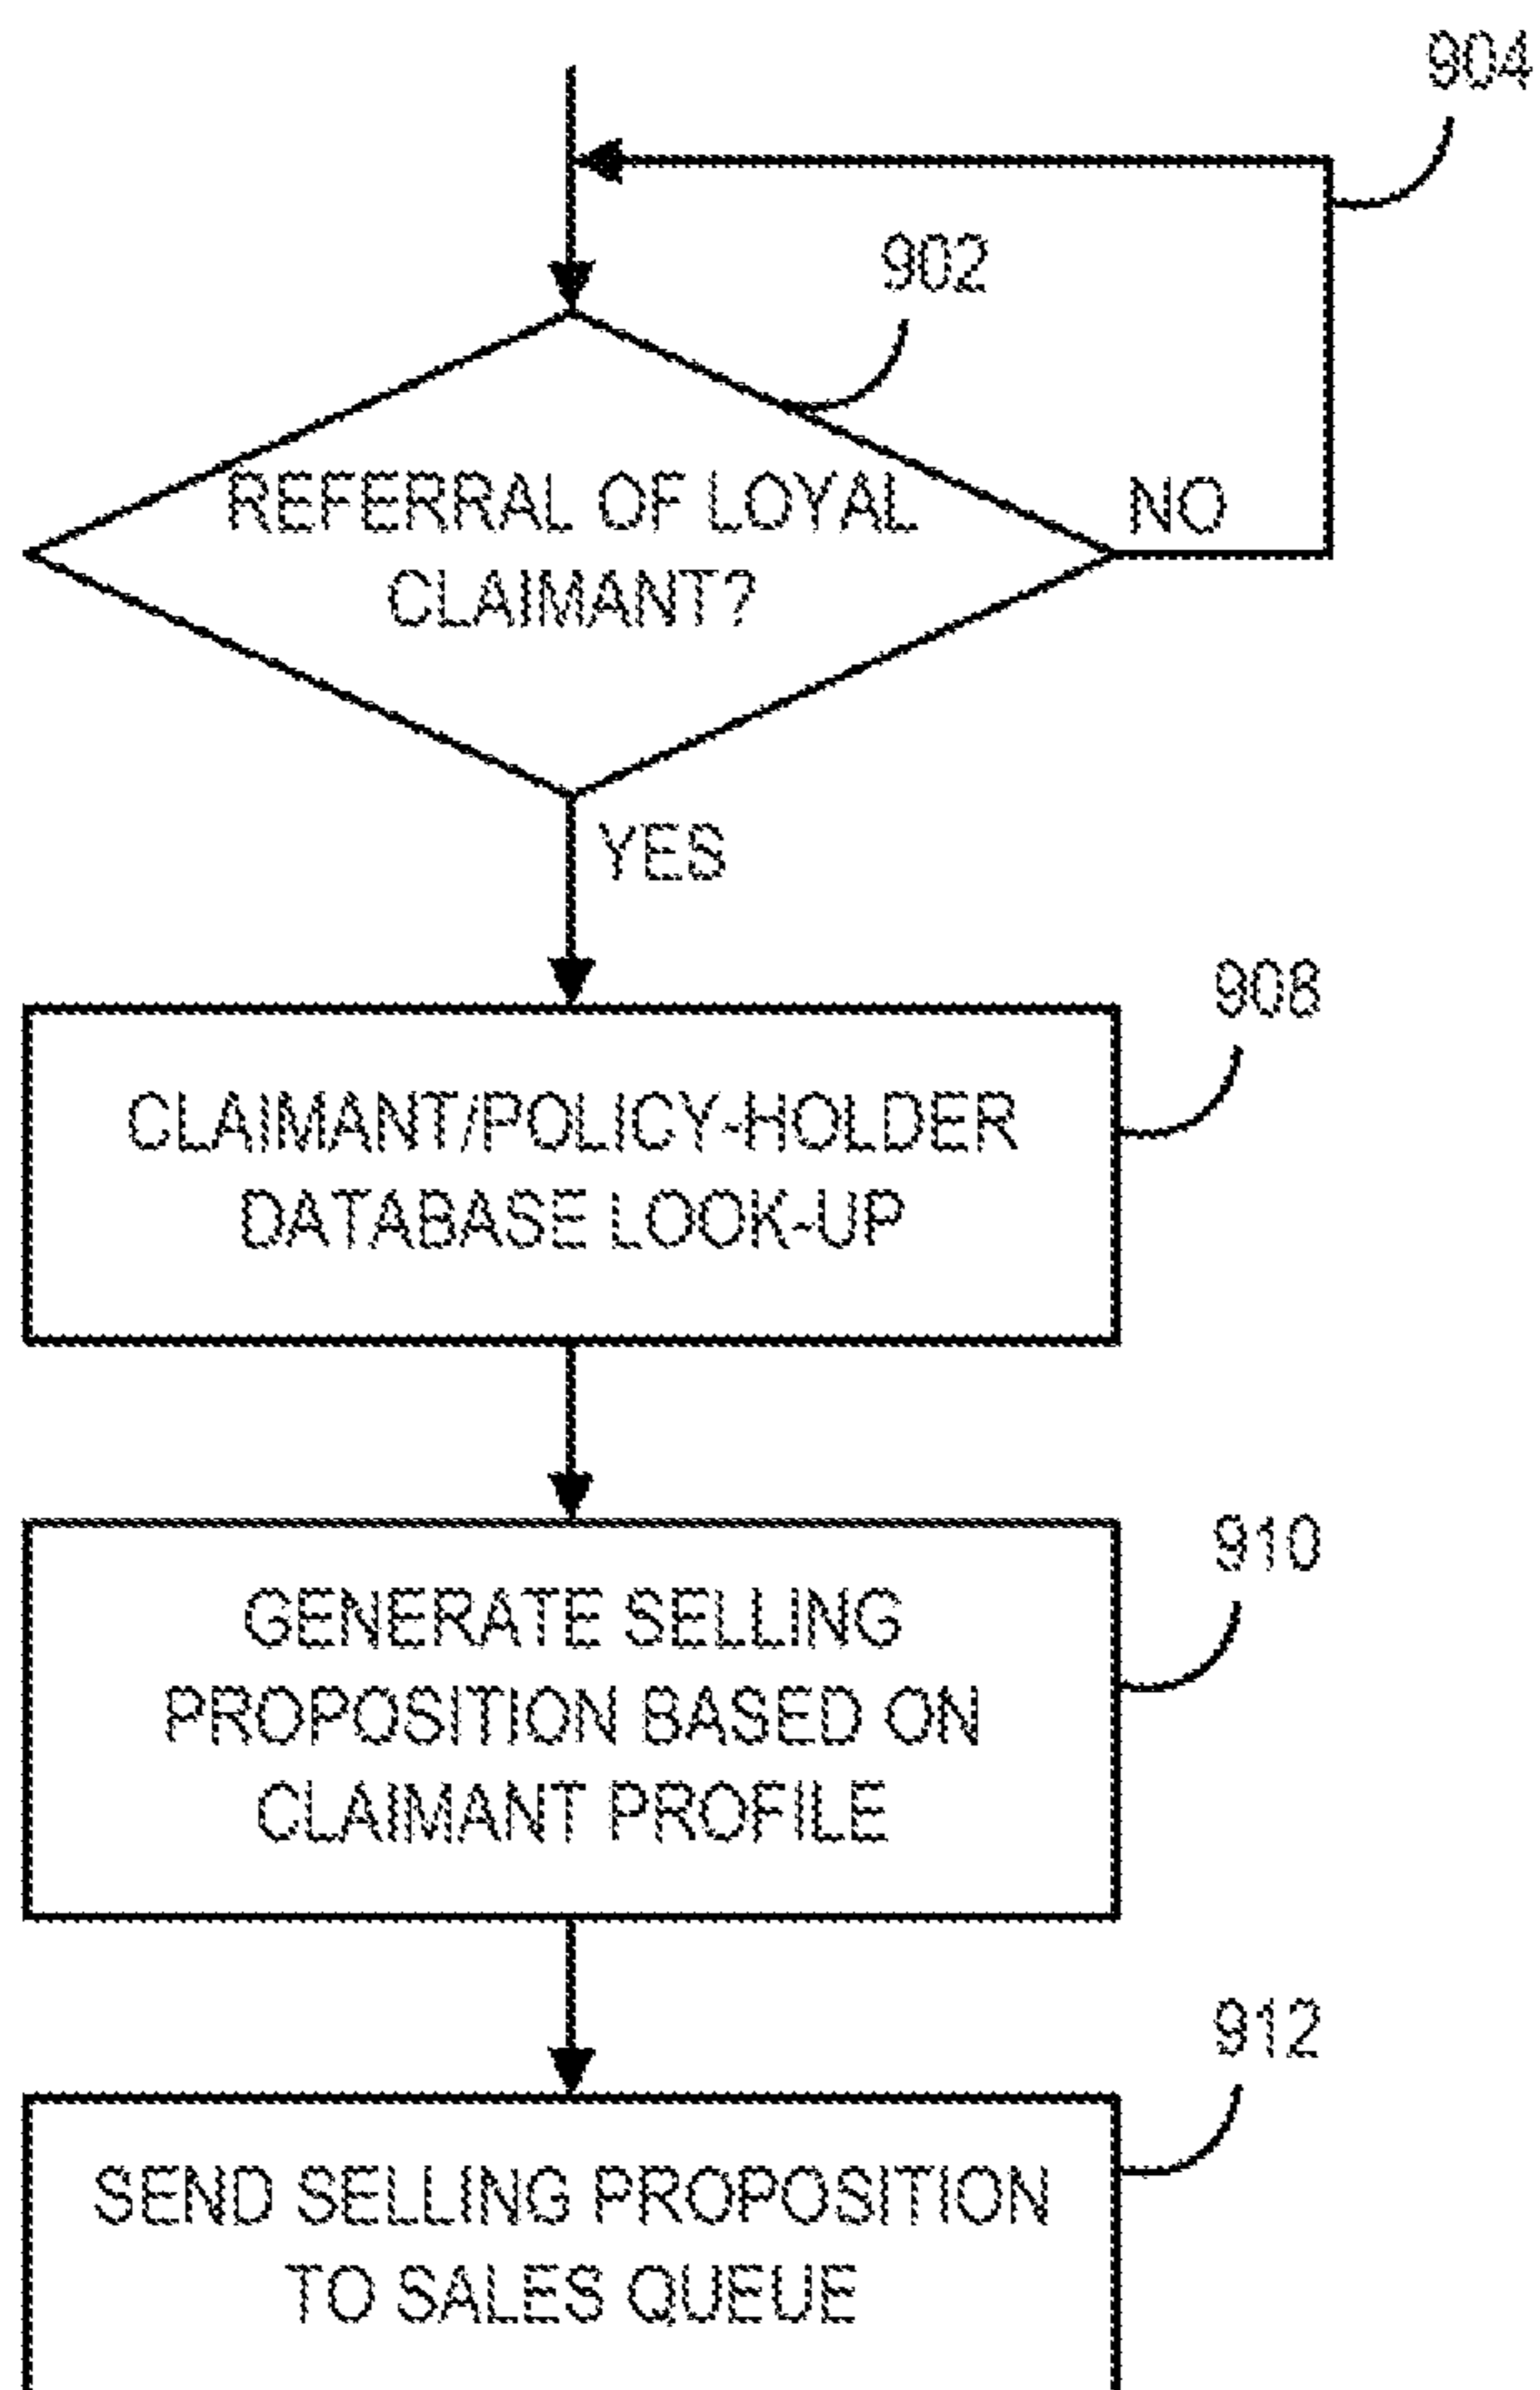 904
902
REFERRAL OF LOYAL
CLAIMANT?
NO
YES
908
CLAIMANT/POLICY-HOLDER
DATABASE LOOK-UP
910
GENERATE SELLING
PROPOSITION BASED ON
CLAIMANT PROFILE
912
SEND SELLING PROPOSITION
TO SALES QUEUE